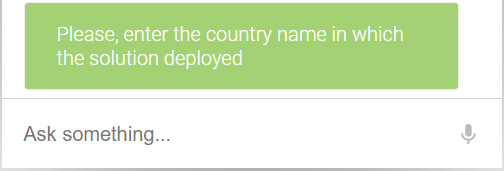 Please, enter the country name in which
the solution deployed
Ask something...